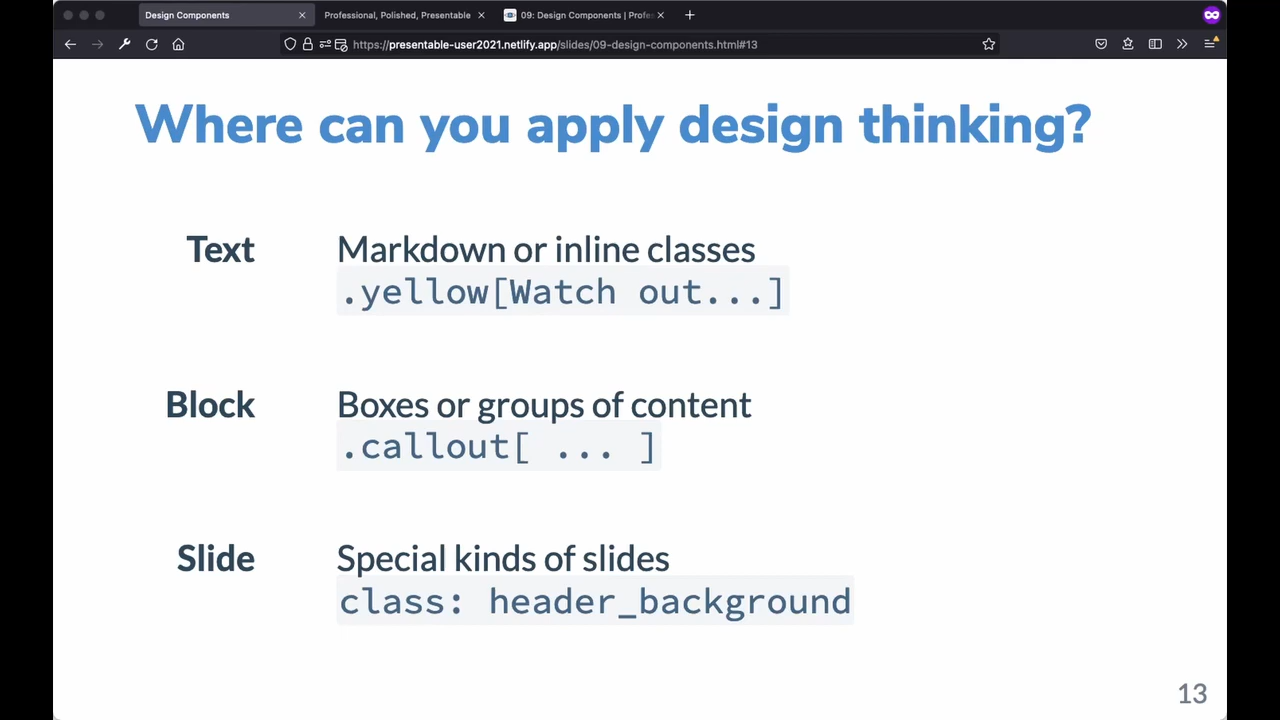 Design Components
Professional, Polished, Presentable
09: Design Components | Profes
https://presentable-user2021.netlify.app/slides/09-design-components.html#13
Where can you apply design thinking?
Text
Markdown or inline classes
.yellow[Watch out...]
Block
Boxes or groups of content
.callout[ ... ]
Slide
Special kinds of slides
class: header_background
13